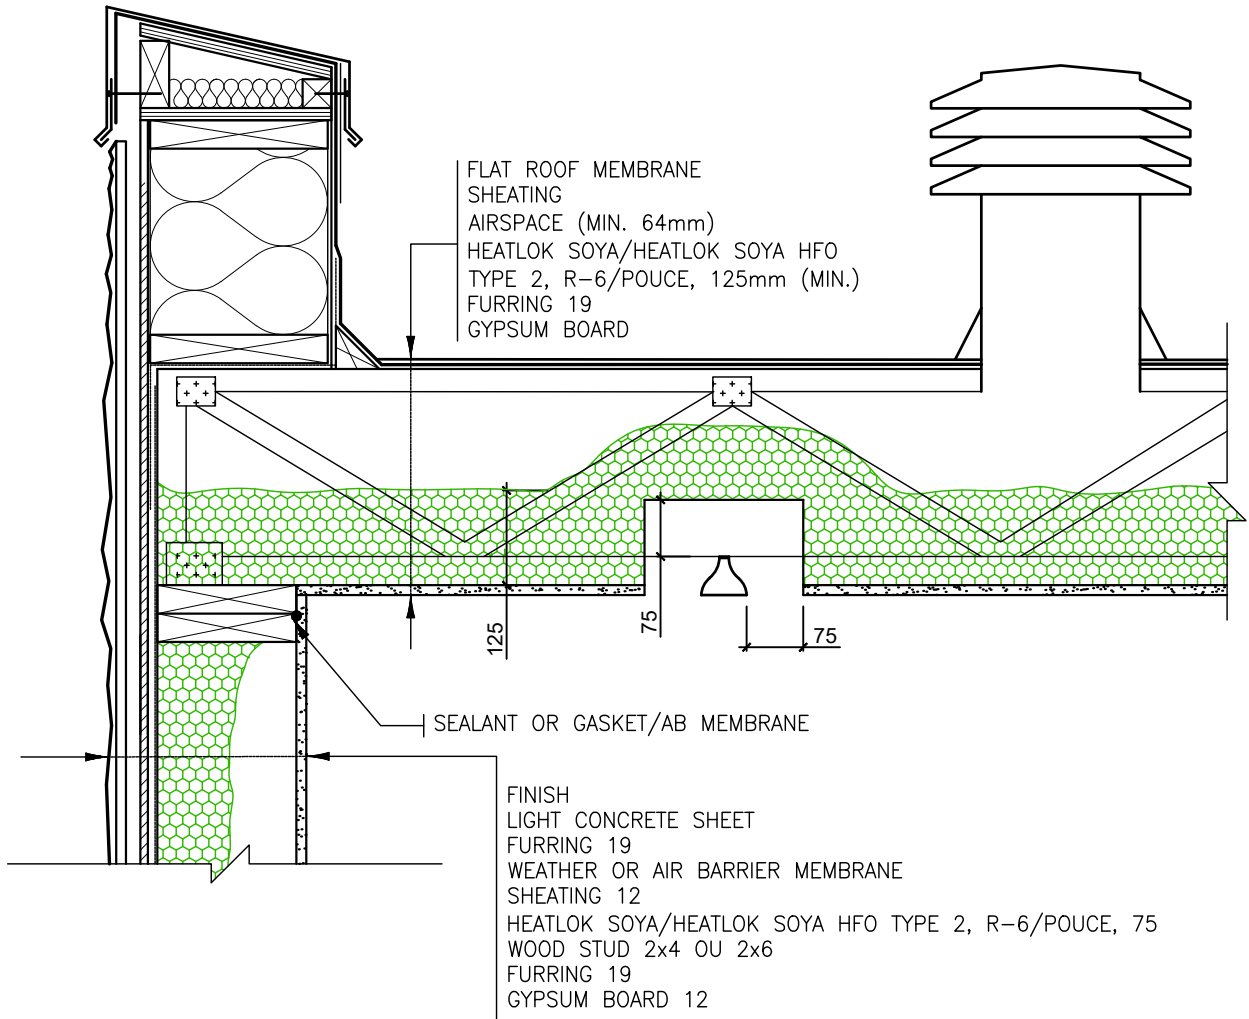 FLAT ROOF MEMBRANE
SHEATING
AIRSPACE (MIN. 64mm)
HEATLOK SOYA/HEATLOK SOYA HFO
TYPE 2, R-6/POUCE, 125mm (MIN.)
FURRING 19
GYPSUM BOARD
125
75
75
SEALANT OR GASKET/AB MEMBRANE
FINISH
LIGHT CONCRETE SHEET
FURRING 19
WEATHER OR AIR BARRIER MEMBRANE
SHEATING 12
HEATLOK SOYA/HEATLOK SOYA HFO TYPE 2, R-6/POUCE, 75
WOOD STUD 2x4 OU 2x6
FURRING 19
GYPSUM BOARD 12